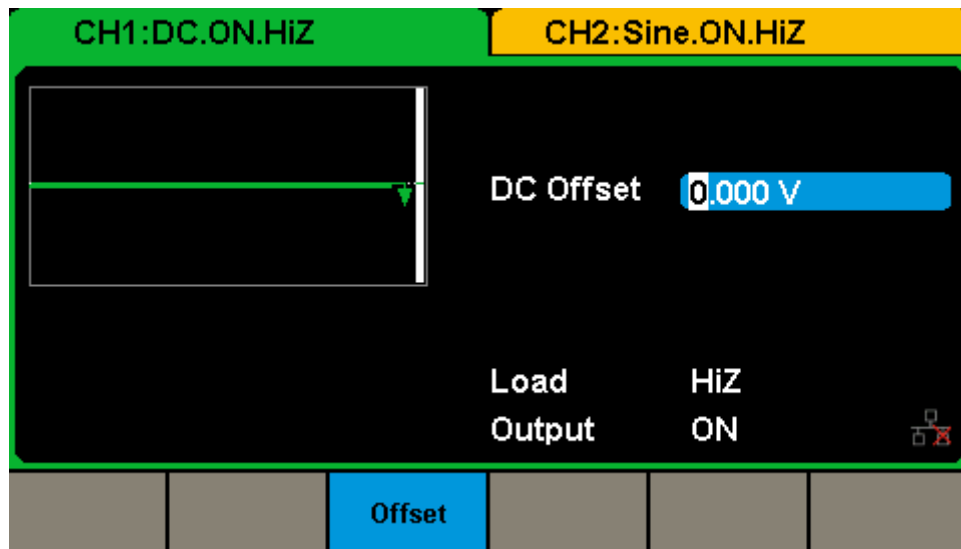 CH1:DC.ON.HiZ
CH2:Sine.ON.HiZ
DC Offset 0.000 V
Load HiZ
Output ON
Offset